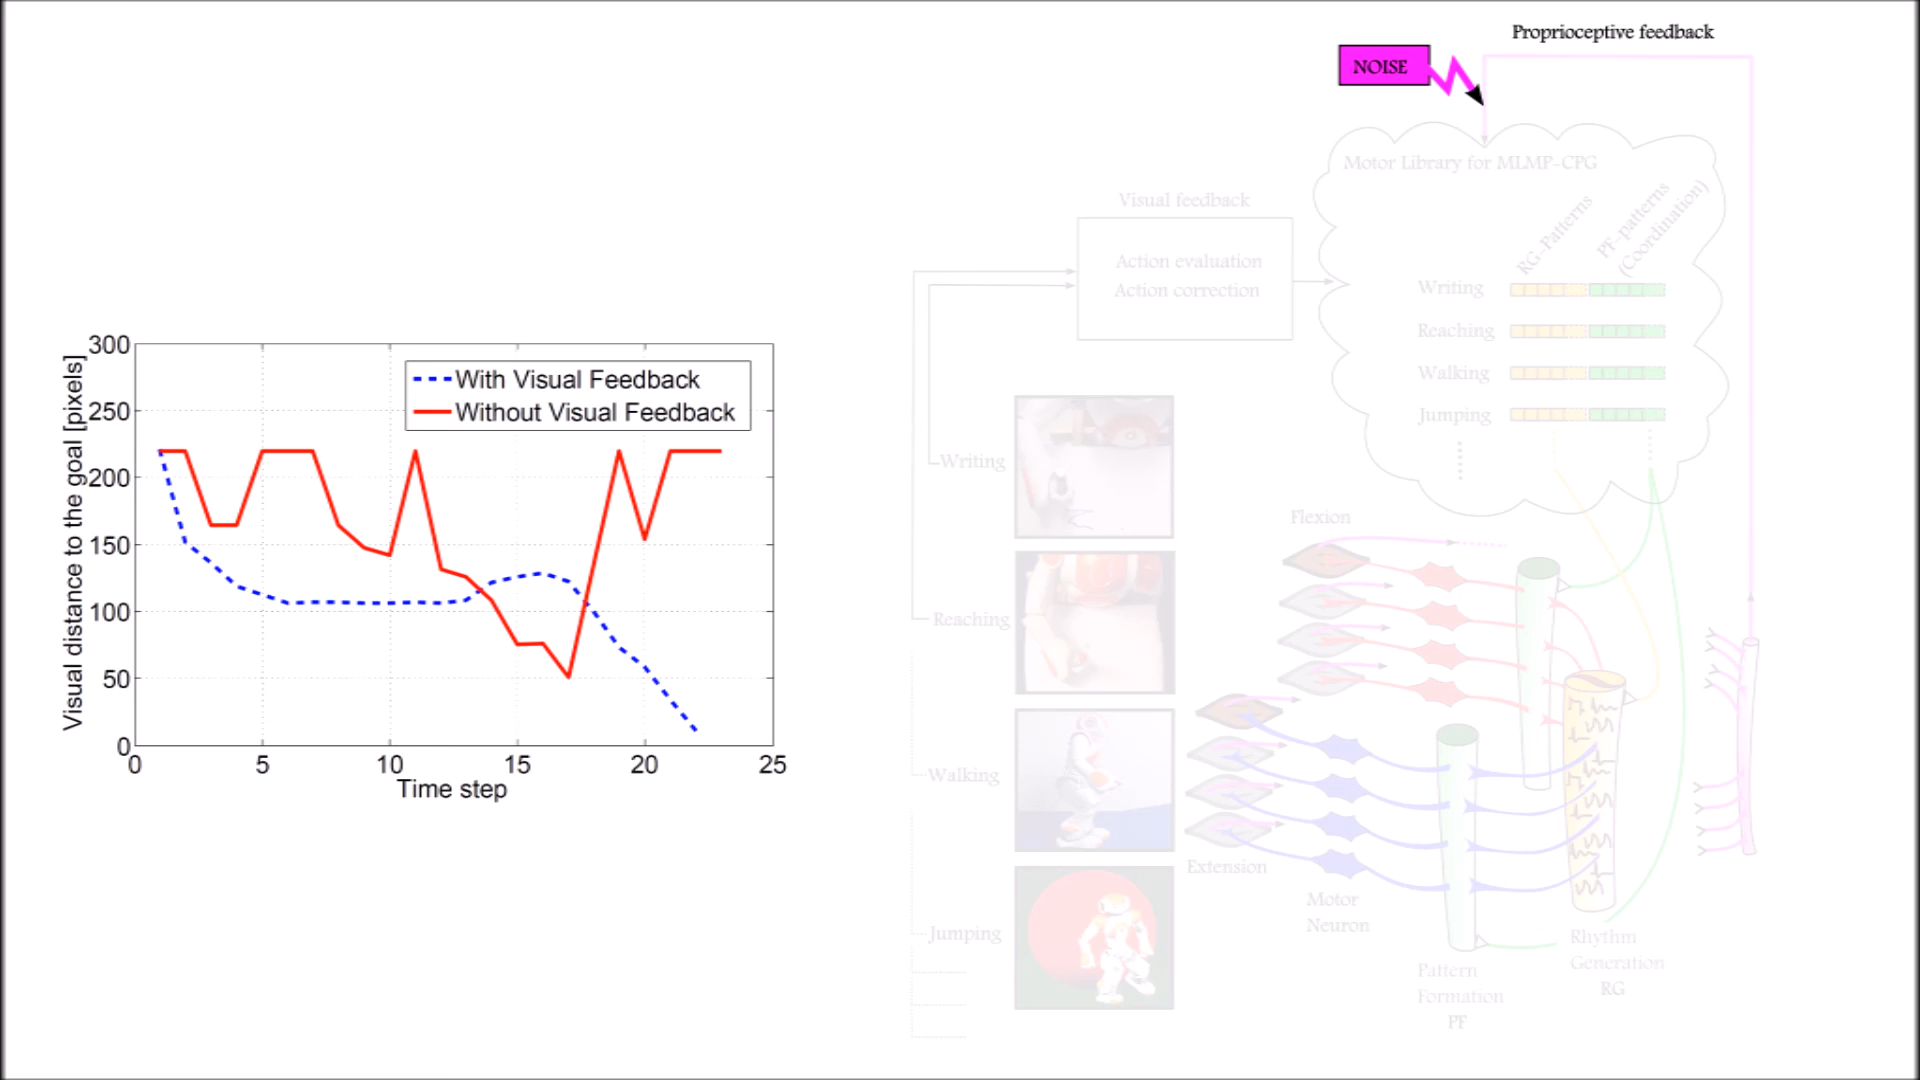 Proprioceptive feedback
NOISE
Motor Library for MLMP-CPG
RG-Patterns
PF-patterns
(Coordination)
Visual feedback
Action evaluation
Action correction
Writing
Reaching
Walking
Jumping
Writing
Reaching
Walking
Jumping
Flexion
Extension
Motor
Neuron
Pattern
Formation
PF
Rhythm
Generation
RG
With Visual Feedback
Without Visual Feedback
Visual distance to the goal [pixels]
300
250
200
150
100
50
0
0 5 10 15 20 25
Time step